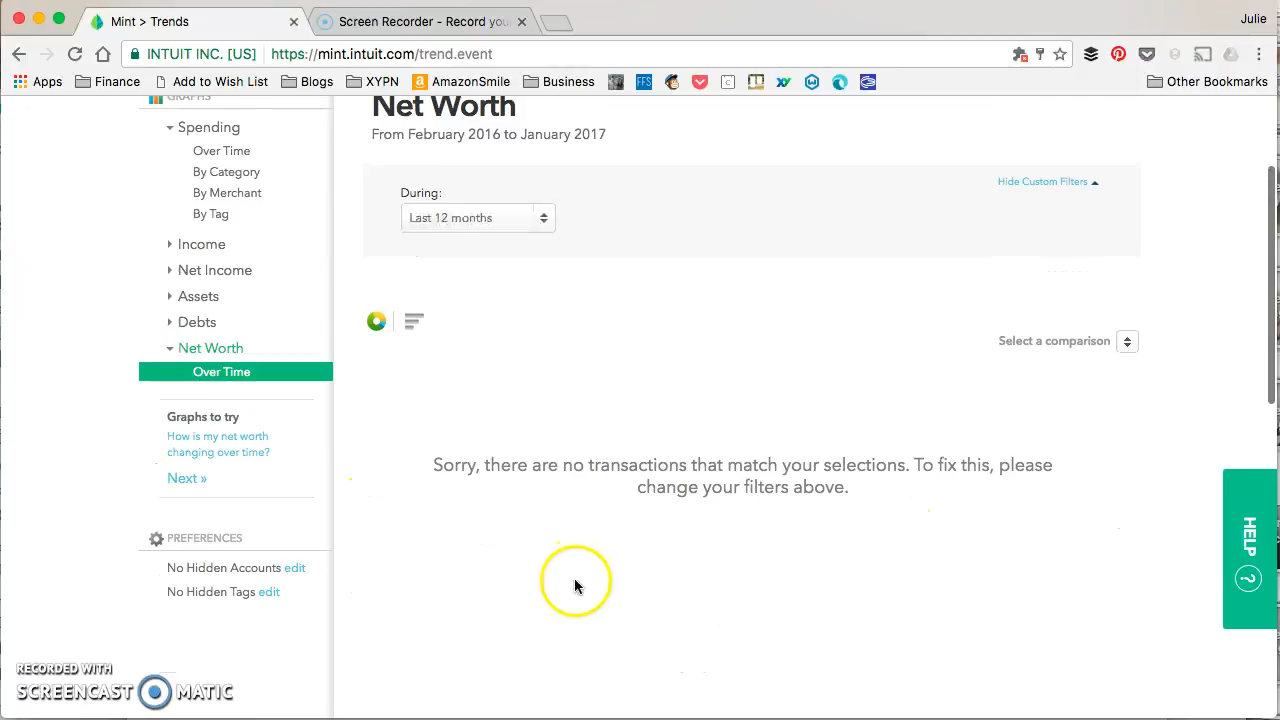 Mint > Trends
Screen Recorder - Record you
Julie
INTUIT INC. [US]
https://mint.intuit.com/trend.event
Apps
Finance
Add to Wish List
Blogs
XYPN
AmazonSmile
FFS
Business
Other Bookmarks
GRAPHS
Spending
Over Time
By Category
By Merchant
By Tag
Income
Net Income
Assets
Debts
Net Worth
Over Time
Graphs to try
How is my net worth
changing over time?
Next »
PREFERENCES
No Hidden Accounts edit
No Hidden Tags edit
Net Worth
From February 2016 to January 2017
During:
Last 12 months
Hide Custom Filters
Select a comparison
Sorry, there are no transactions that match your selections. To fix this, please
change your filters above.
HELP ?
RECORDED WITH
SCREENCAST MATIC